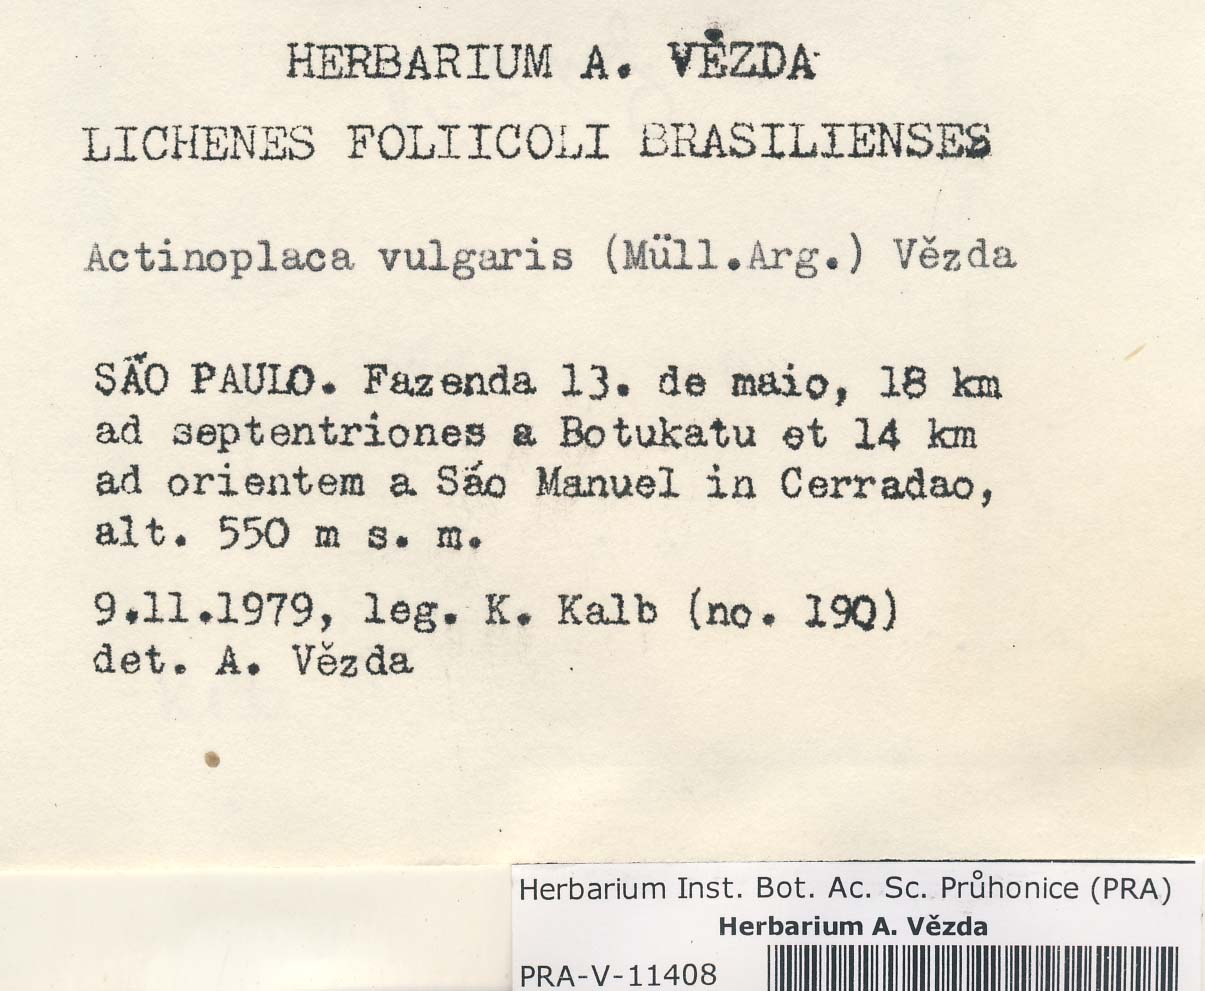 HERBARIUM A. VĚZDA
LICHENES FOLIICOLI BRASILIENSES
Actinoplaca vulgaris (Müll.Arg.) Vězda
SÃO PAULO. Fazenda 13. de maio, 18 km
ad septentriones a Botukatu et 14 km
ad orientem a São Manuel in Cerradao,
alt. 550 m s. m.
9.11.1979, leg. K. Kalb (no. 190)
det. A. Vězda
Herbarium Inst. Bot. Ac. Sc. Průhonice (PRA)
Herbarium A. Vězda
PRA-V-11408